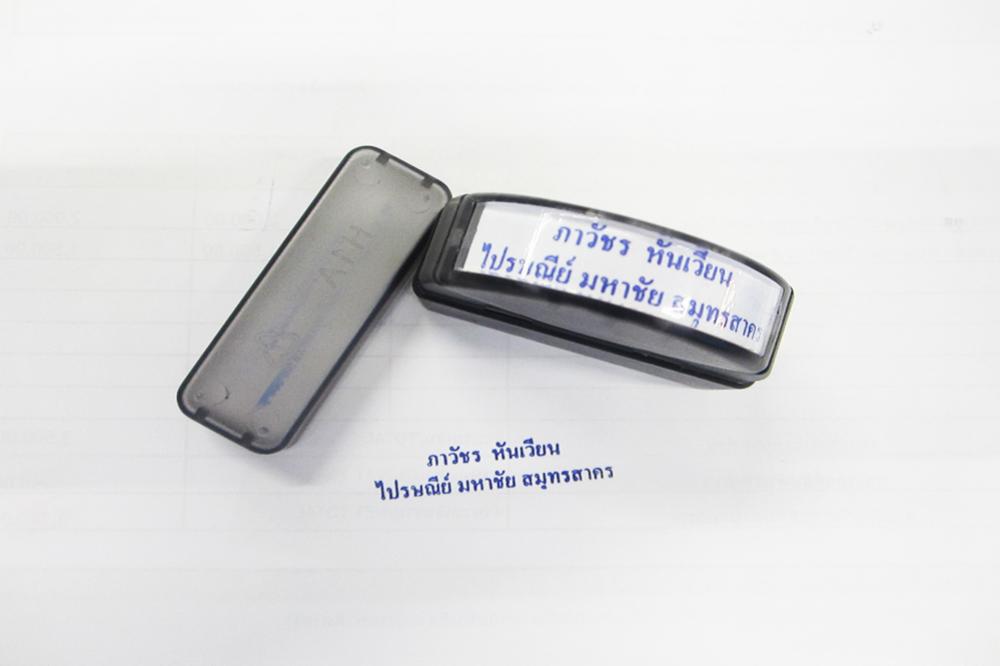 ภาวัชร หันเวียน
ไปรษณีย์ มหาชัย สมุทรสาคร
ภาวัชร หันเวียน
ไปรษณีย์ มหาชัย สมุทรสาคร